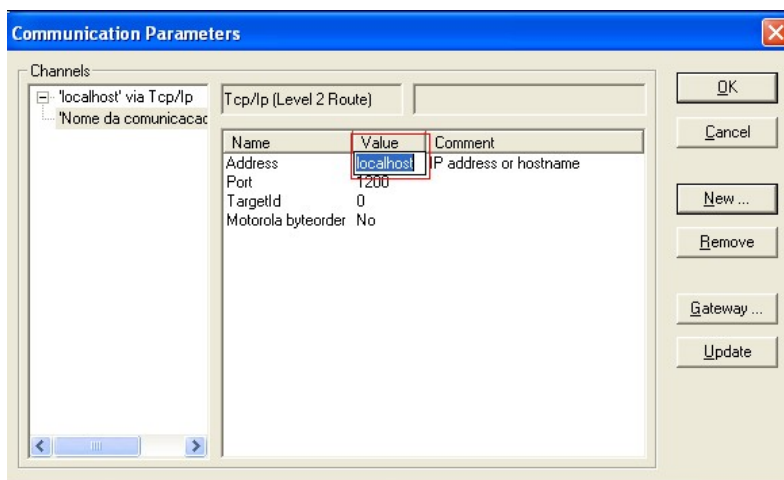 Communication Parameters
Channels
'localhost' via Tcp/Ip
'Nome da comunicacac
Tcp/Ip (Level 2 Route)
Name Value Comment
Address localhost IP address or hostname
Port 1200
TargetId 0
Motorola byteorder No
OK
Cancel
New ...
Remove
Gateway ...
Update